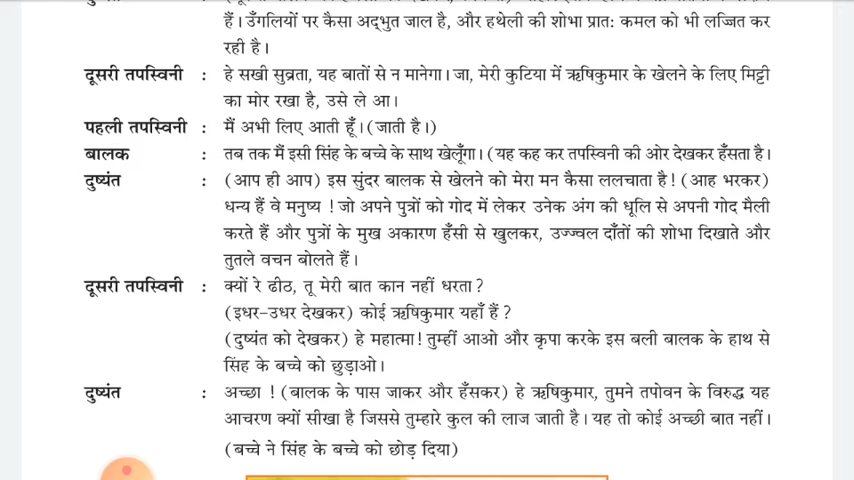 हैं। उँगलियों पर कैसा अद्भुत जाल है, और हथेली की शोभा प्रात: कमल को भी लज्जित कर
रही है।
दूसरी तपस्विनी : हे सखी सुव्रता, यह बातों से न मानेगा। जा, मेरी कुटिया में ऋषिकुमार के खेलने के लिए मिट्टी
का मोर रखा है, उसे ले आ।
पहली तपस्विनी : मैं अभी लिए आती हूँ। (जाती है।)
बालक : तब तक मैं इसी सिंह के बच्चे के साथ खेलूँगा। (यह कह कर तपस्विनी की ओर देखकर हँसता है।
दुष्यंत : (आप ही आप) इस सुंदर बालक से खेलने को मेरा मन कैसा ललचाता है! (आह भरकर)
धन्य हैं वे मनुष्य ! जो अपने पुत्रों को गोद में लेकर उनेक अंग की धूलि से अपनी गोद मैली
करते हैं और पुत्रों के मुख अकारण हँसी से खुलकर, उज्ज्वल दाँतों की शोभा दिखाते और
तुतले वचन बोलते हैं।
दूसरी तपस्विनी : क्यों रे ढीठ, तू मेरी बात कान नहीं धरता ?
(इधर-उधर देखकर) कोई ऋषिकुमार यहाँ हैं ?
(दुष्यंत को देखकर) हे महात्मा! तुम्हीं आओ और कृपा करके इस बली बालक के हाथ से
सिंह के बच्चे को छुड़ाओ।
दुष्यंत : अच्छा ! (बालक के पास जाकर और हँसकर) हे ऋषिकुमार, तुमने तपोवन के विरुद्ध यह
आचरण क्यों सीखा है जिससे तुम्हारे कुल की लाज जाती है। यह तो कोई अच्छी बात नहीं।
(बच्चे ने सिंह के बच्चे को छोड़ दिया)